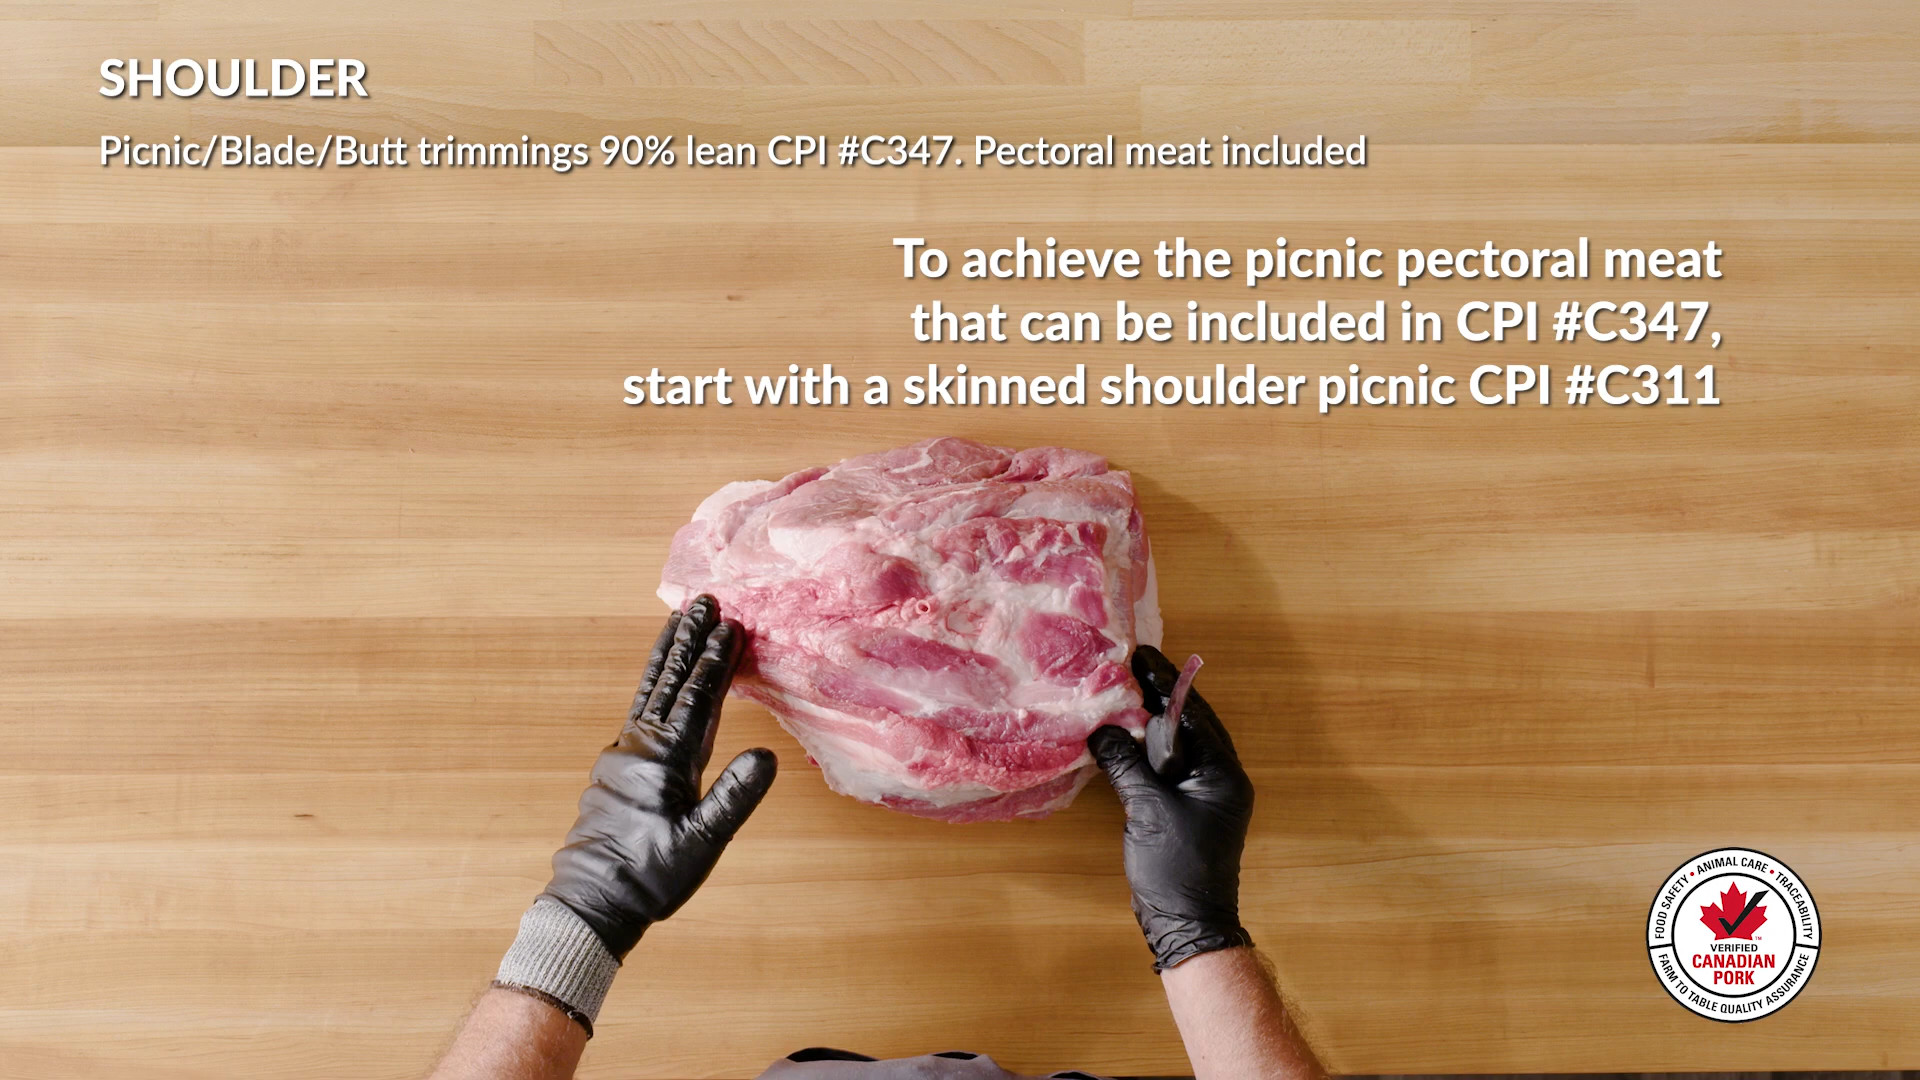 SHOULDER
Picnic/Blade/Butt trimmings 90% lean CPI #C347. Pectoral meat included
To achieve the picnic pectoral meat
that can be included in CPI #C347,
start with a skinned shoulder picnic CPI #C311
FOOD SAFETY • ANIMAL CARE • TRACEABILITY
VERIFIED
CANADIAN
PORK
™
FARM TO TABLE QUALITY ASSURANCE